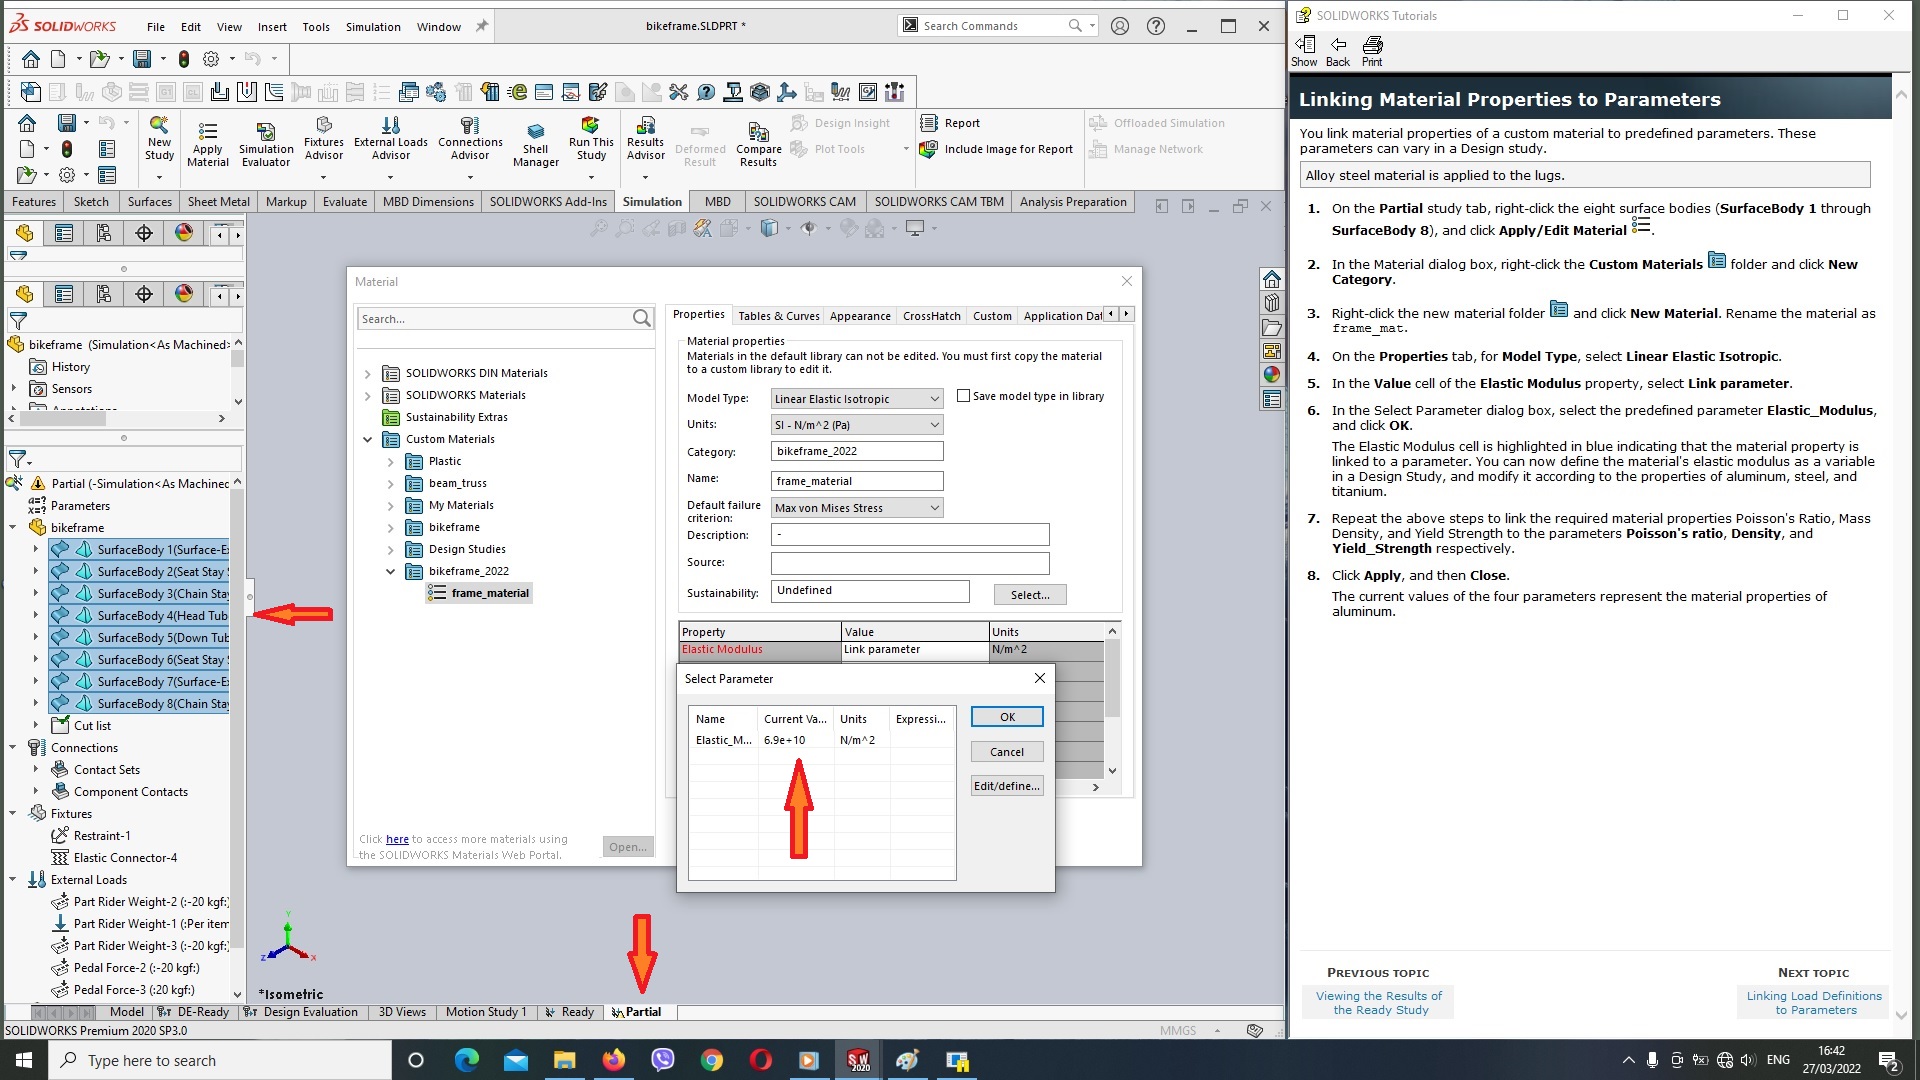 SOLIDWORKS
File Edit View Insert Tools Simulation Window
bikeframe.SLDPRT *
Search Commands
New Study
Apply Material
Simulation Evaluator
Fixtures Advisor
External Loads Advisor
Connections Advisor
Shell Manager
Run This Study
Results Advisor
Deformed Result
Compare Results
Design Insight
Plot Tools
Report
Include Image for Report
Offloaded Simulation
Manage Network
Features Sketch Surfaces Sheet Metal Markup Evaluate MBD Dimensions SOLIDWORKS Add-Ins Simulation MBD SOLIDWORKS CAM SOLIDWORKS CAM TBM Analysis Preparation
bikeframe (Simulation<As Machined>
History
Sensors
Partial (-Simulation<As Machined
Parameters
bikeframe
SurfaceBody 1(Surface-Ex
SurfaceBody 2(Seat Stay S
SurfaceBody 3(Chain Stay
SurfaceBody 4(Head Tub
SurfaceBody 5(Down Tub
SurfaceBody 6(Seat Stay S
SurfaceBody 7(Surface-Ex
SurfaceBody 8(Chain Stay
Cut list
Connections
Contact Sets
Component Contacts
Fixtures
Restraint-1
Elastic Connector-4
External Loads
Part Rider Weight-2 (:-20 kgf:)
Part Rider Weight-1 (:Per item
Part Rider Weight-3 (:-20 kgf:)
Pedal Force-2 (:-20 kgf:)
Pedal Force-3 (:20 kgf:)
Material
Search...
SOLIDWORKS DIN Materials
SOLIDWORKS Materials
Sustainability Extras
Custom Materials
Plastic
beam_truss
My Materials
bikeframe
Design Studies
bikeframe_2022
frame_material
Click here to access more materials using
the SOLIDWORKS Materials Web Portal.
Open...
Properties Tables & Curves Appearance CrossHatch Custom Application Dat
Material properties
Materials in the default library can not be edited. You must first copy the material
to a custom library to edit it.
Model Type: Linear Elastic Isotropic Save model type in library
Units: SI - N/m^2 (Pa)
Category: bikeframe_2022
Name: frame_material
Default failure criterion: Max von Mises Stress
Description: -
Source:
Sustainability: Undefined Select...
Property Value Units
Elastic Modulus Link parameter N/m^2
Select Parameter
Name Current Va... Units Expressi...
Elastic_M... 6.9e+10 N/m^2
OK
Cancel
Edit/define...
Y
Z X
*Isometric
Model DE-Ready Design Evaluation 3D Views Motion Study 1 Ready Partial
SOLIDWORKS Premium 2020 SP3.0
MMGS
SOLIDWORKS Tutorials
Show Back Print
Linking Material Properties to Parameters
You link material properties of a custom material to predefined parameters. These
parameters can vary in a Design study.
Alloy steel material is applied to the lugs.
1. On the Partial study tab, right-click the eight surface bodies (SurfaceBody 1 through
SurfaceBody 8), and click Apply/Edit Material .
2. In the Material dialog box, right-click the Custom Materials folder and click New
Category.
3. Right-click the new material folder and click New Material. Rename the material as
frame_mat.
4. On the Properties tab, for Model Type, select Linear Elastic Isotropic.
5. In the Value cell of the Elastic Modulus property, select Link parameter.
6. In the Select Parameter dialog box, select the predefined parameter Elastic_Modulus,
and click OK.
The Elastic Modulus cell is highlighted in blue indicating that the material property is
linked to a parameter. You can now define the material's elastic modulus as a variable
in a Design Study, and modify it according to the properties of aluminum, steel, and
titanium.
7. Repeat the above steps to link the required material properties Poisson's Ratio, Mass
Density, and Yield Strength to the parameters Poisson's ratio, Density, and
Yield_Strength respectively.
8. Click Apply, and then Close.
The current values of the four parameters represent the material properties of
aluminum.
PREVIOUS TOPIC
Viewing the Results of
the Ready Study
NEXT TOPIC
Linking Load Definitions
to Parameters
Type here to search
SW 2020
ENG
16:42
27/03/2022
2